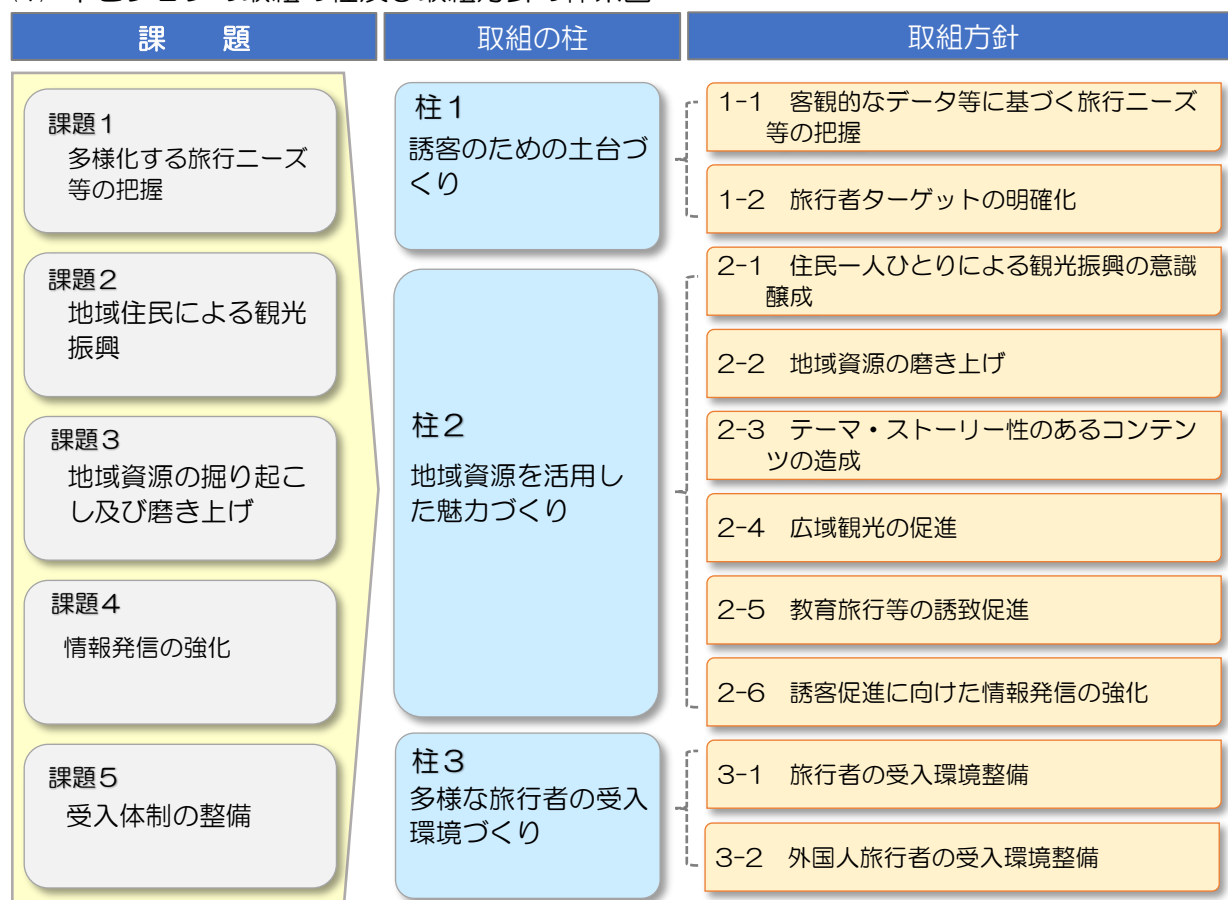 課　題
取組の柱
取組方針
課題１
多様化する旅行ニーズ
等の把握
課題２
地域住民による観光
振興
課題３
地域資源の掘り起こ
し及び磨き上げ
課題４
情報発信の強化
課題５
受入体制の整備
柱１
誘客のための土台づ
くり
柱２
地域資源を活用し
た魅力づくり
柱３
多様な旅行者の受入
環境づくり
1-1　客観的なデータ等に基づく旅行ニーズ
等の把握
1-2　旅行者ターゲットの明確化
2-1　住民一人ひとりによる観光振興の意識
醸成
2-2　地域資源の磨き上げ
2-3　テーマ・ストーリー性のあるコンテン
ツの造成
2-4　広域観光の促進
2-5　教育旅行等の誘致促進
2-6　誘客促進に向けた情報発信の強化
3-1　旅行者の受入環境整備
3-2　外国人旅行者の受入環境整備